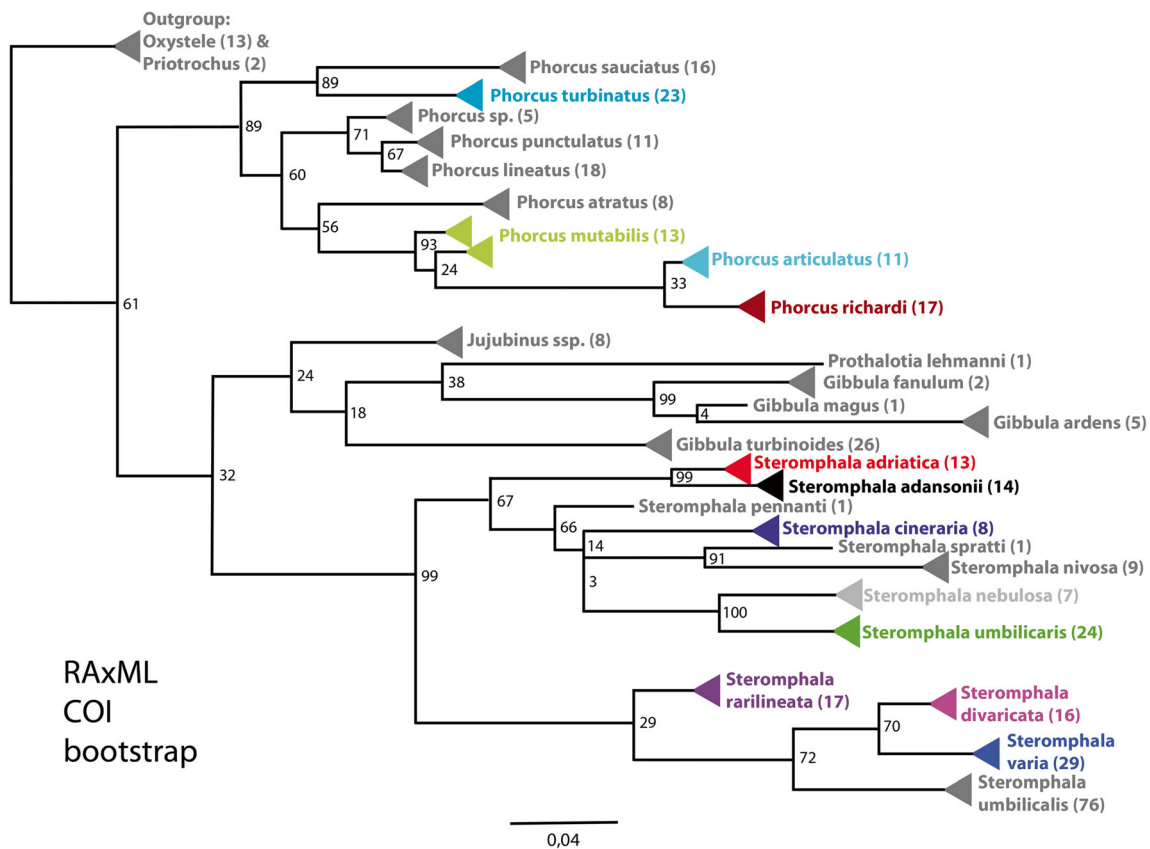 Outgroup:
Oxystele (13) &
Priotrochus (2)
Phorcus sauciatus (16)
89
Phorcus turbinatus (23)
Phorcus sp. (5)
89
71
Phorcus punctulatus (11)
67
Phorcus lineatus (18)
60
Phorcus atratus (8)
56
Phorcus mutabilis (13)
93
Phorcus articulatus (11)
24
33
61
Phorcus richardi (17)
Jujubinus ssp. (8)
Prothalotia lehmanni (1)
24
38
Gibbula fanulum (2)
99
Gibbula magus (1)
18
4
Gibbula ardens (5)
Gibbula turbinoides (26)
32
Steromphala adriatica (13)
99
Steromphala adansonii (14)
67
Steromphala pennanti (1)
66
Steromphala cineraria (8)
14
Steromphala spratti (1)
91
Steromphala nivosa (9)
99
3
Steromphala nebulosa (7)
100
Steromphala umbilicaris (24)
RAxML
COI
bootstrap
Steromphala
rarilineata (17)
29
Steromphala
divaricata (16)
70
Steromphala
varia (29)
72
Steromphala
umbilicalis (76)
0,04